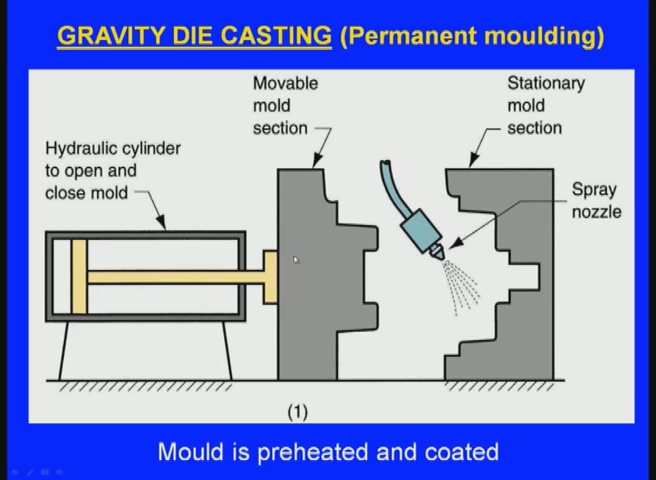 GRAVITY DIE CASTING (Permanent moulding)
Movable
mold
section
Stationary
mold
section
Hydraulic cylinder
to open and
close mold
Spray
nozzle
(1)
Mould is preheated and coated